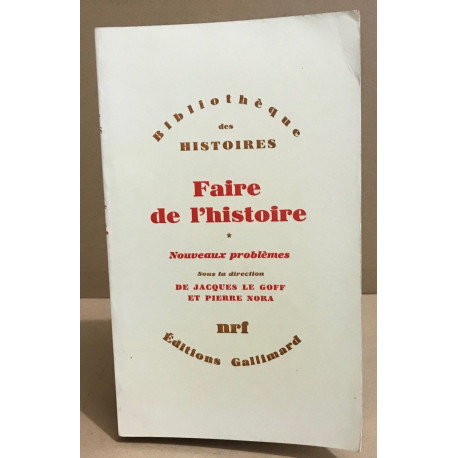 Bibliothèque
des
HISTOIRES
Faire
de l'histoire
*
Nouveaux problèmes
Sous la direction
DE JACQUES LE GOFF
ET PIERRE NORA
nrf
Éditions Gallimard